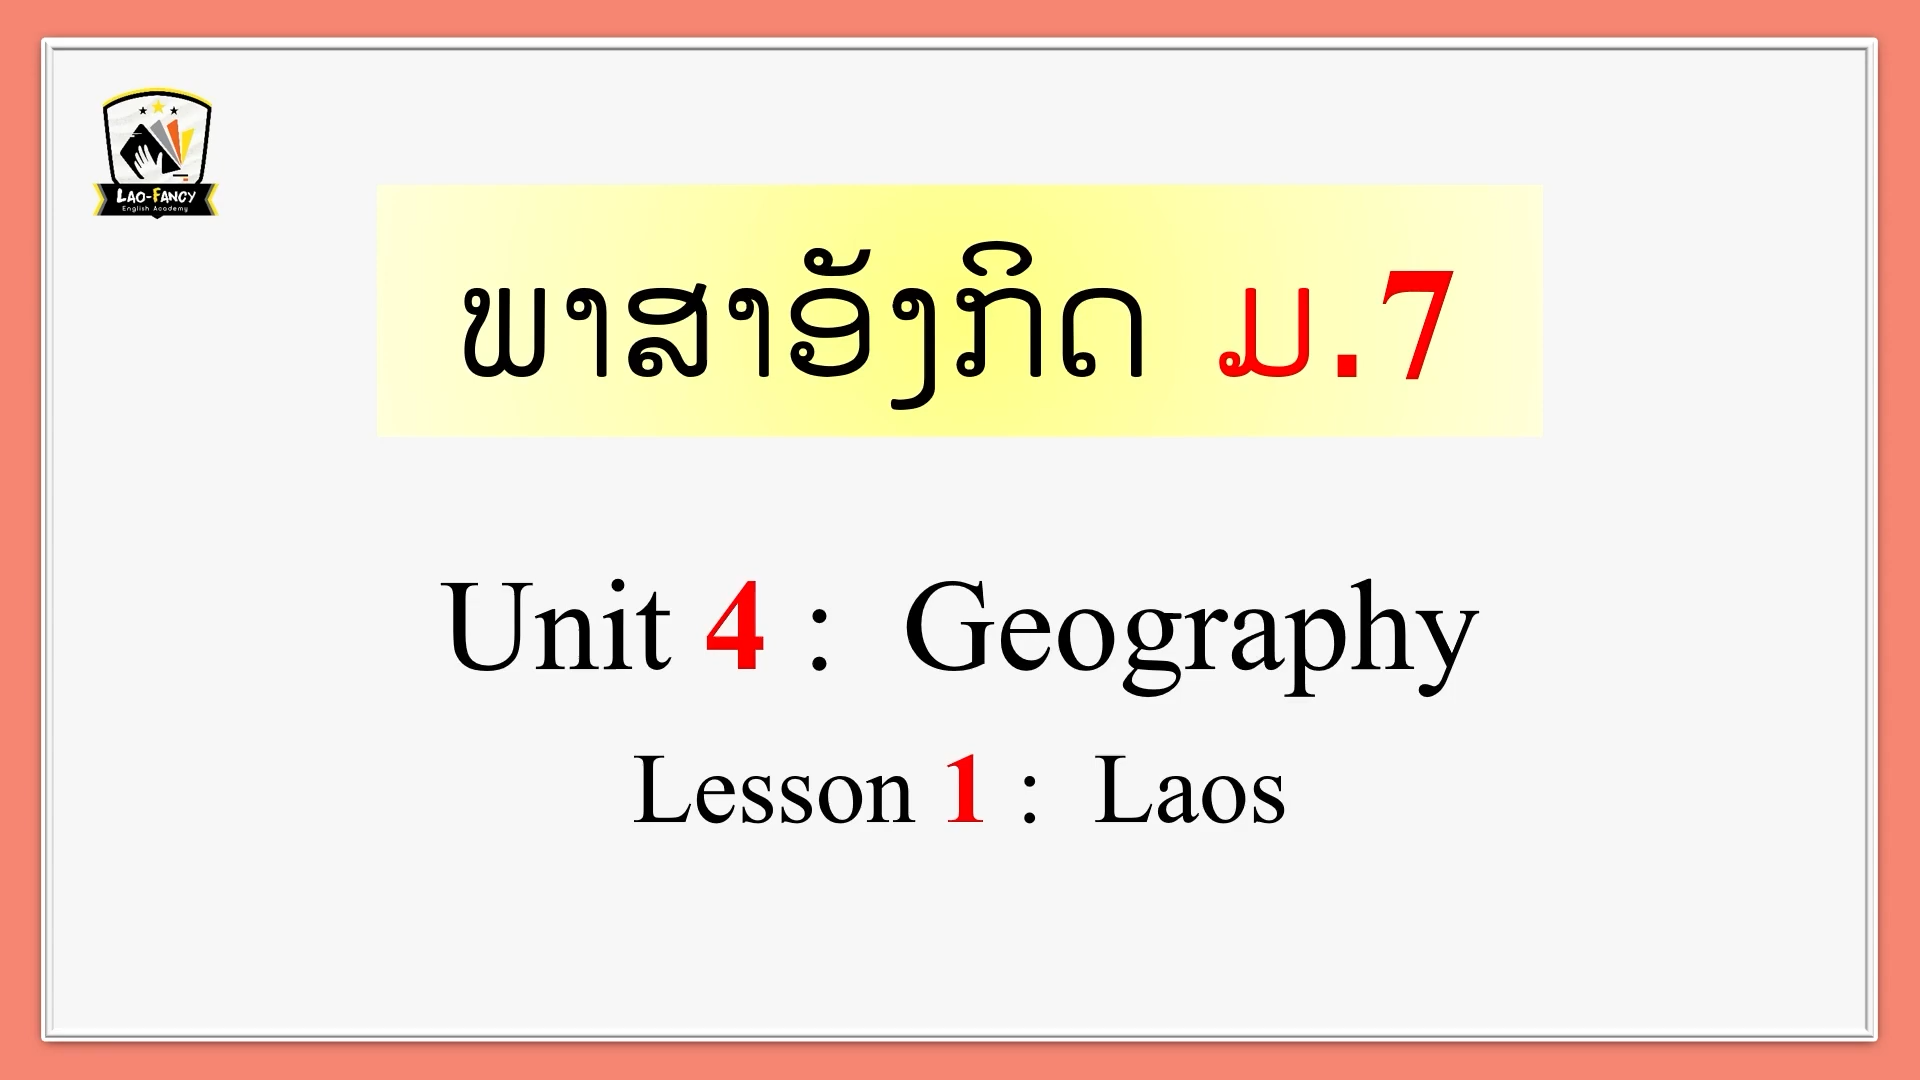 LAO-FANCY
English Academy
ພາສາອັງກິດ ມ.7
Unit 4 : Geography
Lesson 1 : Laos